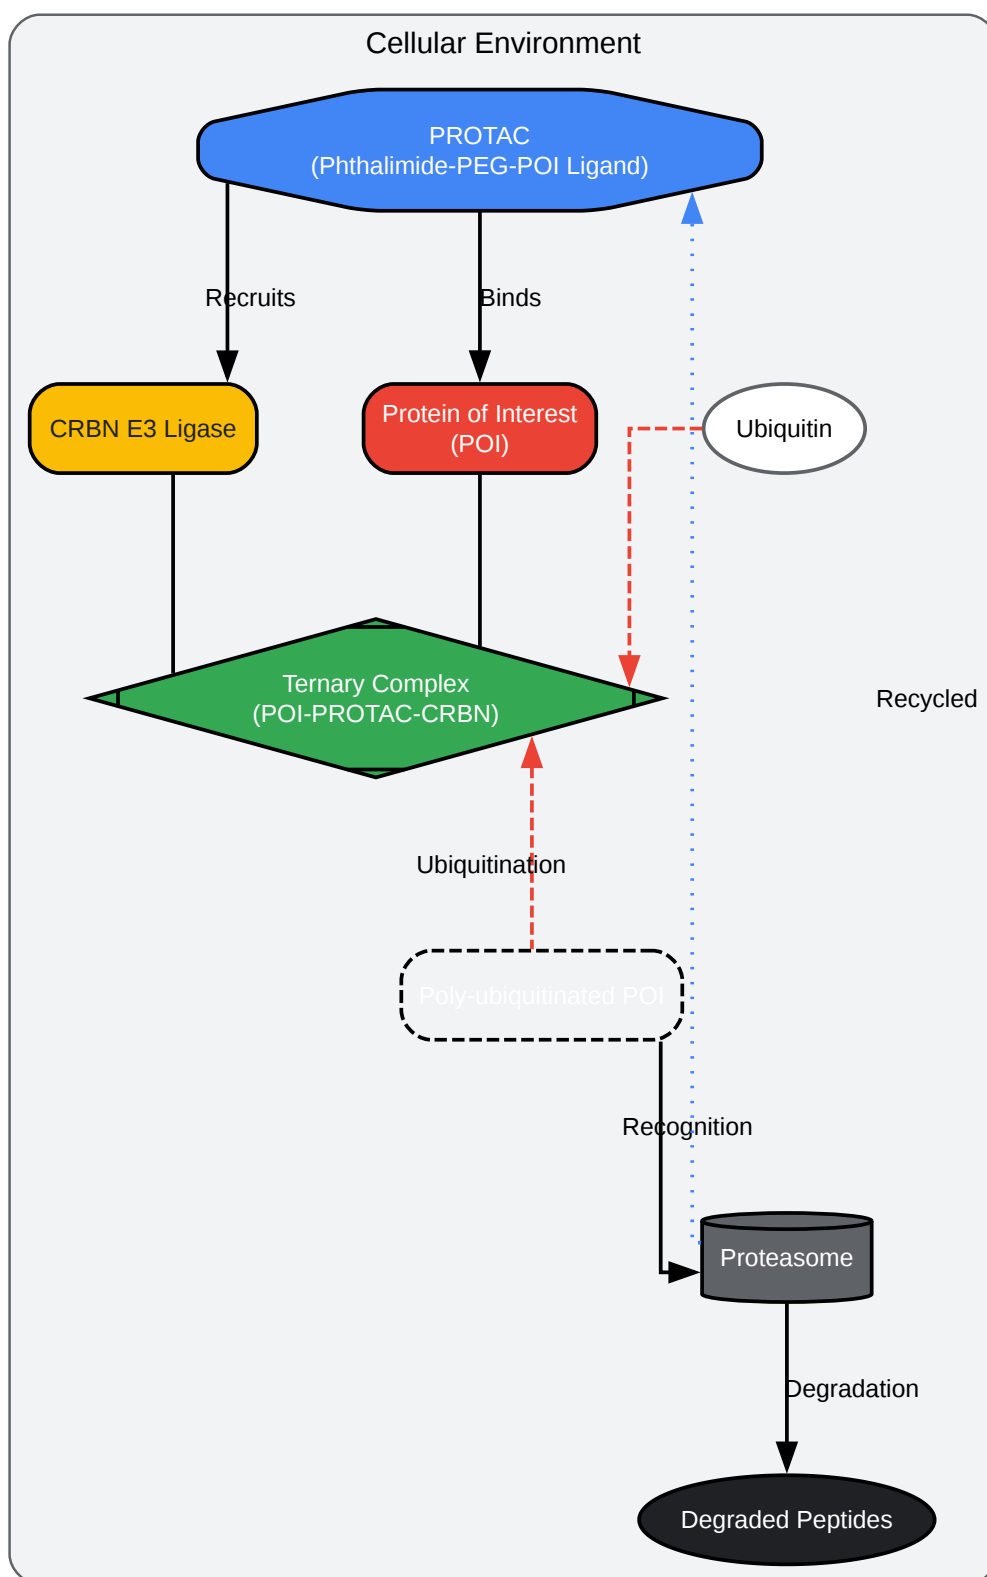 Cellular Environment
PROTAC
(Phthalimide-PEG-POI Ligand)
Recruits
Binds
CRBN E3 Ligase
Protein of Interest
(POI)
Ubiquitin
Ternary Complex
(POI-PROTAC-CRBN)
Recycled
Ubiquitination
Poly-ubiquitinated POI
Recognition
Proteasome
Degradation
Degraded Peptides